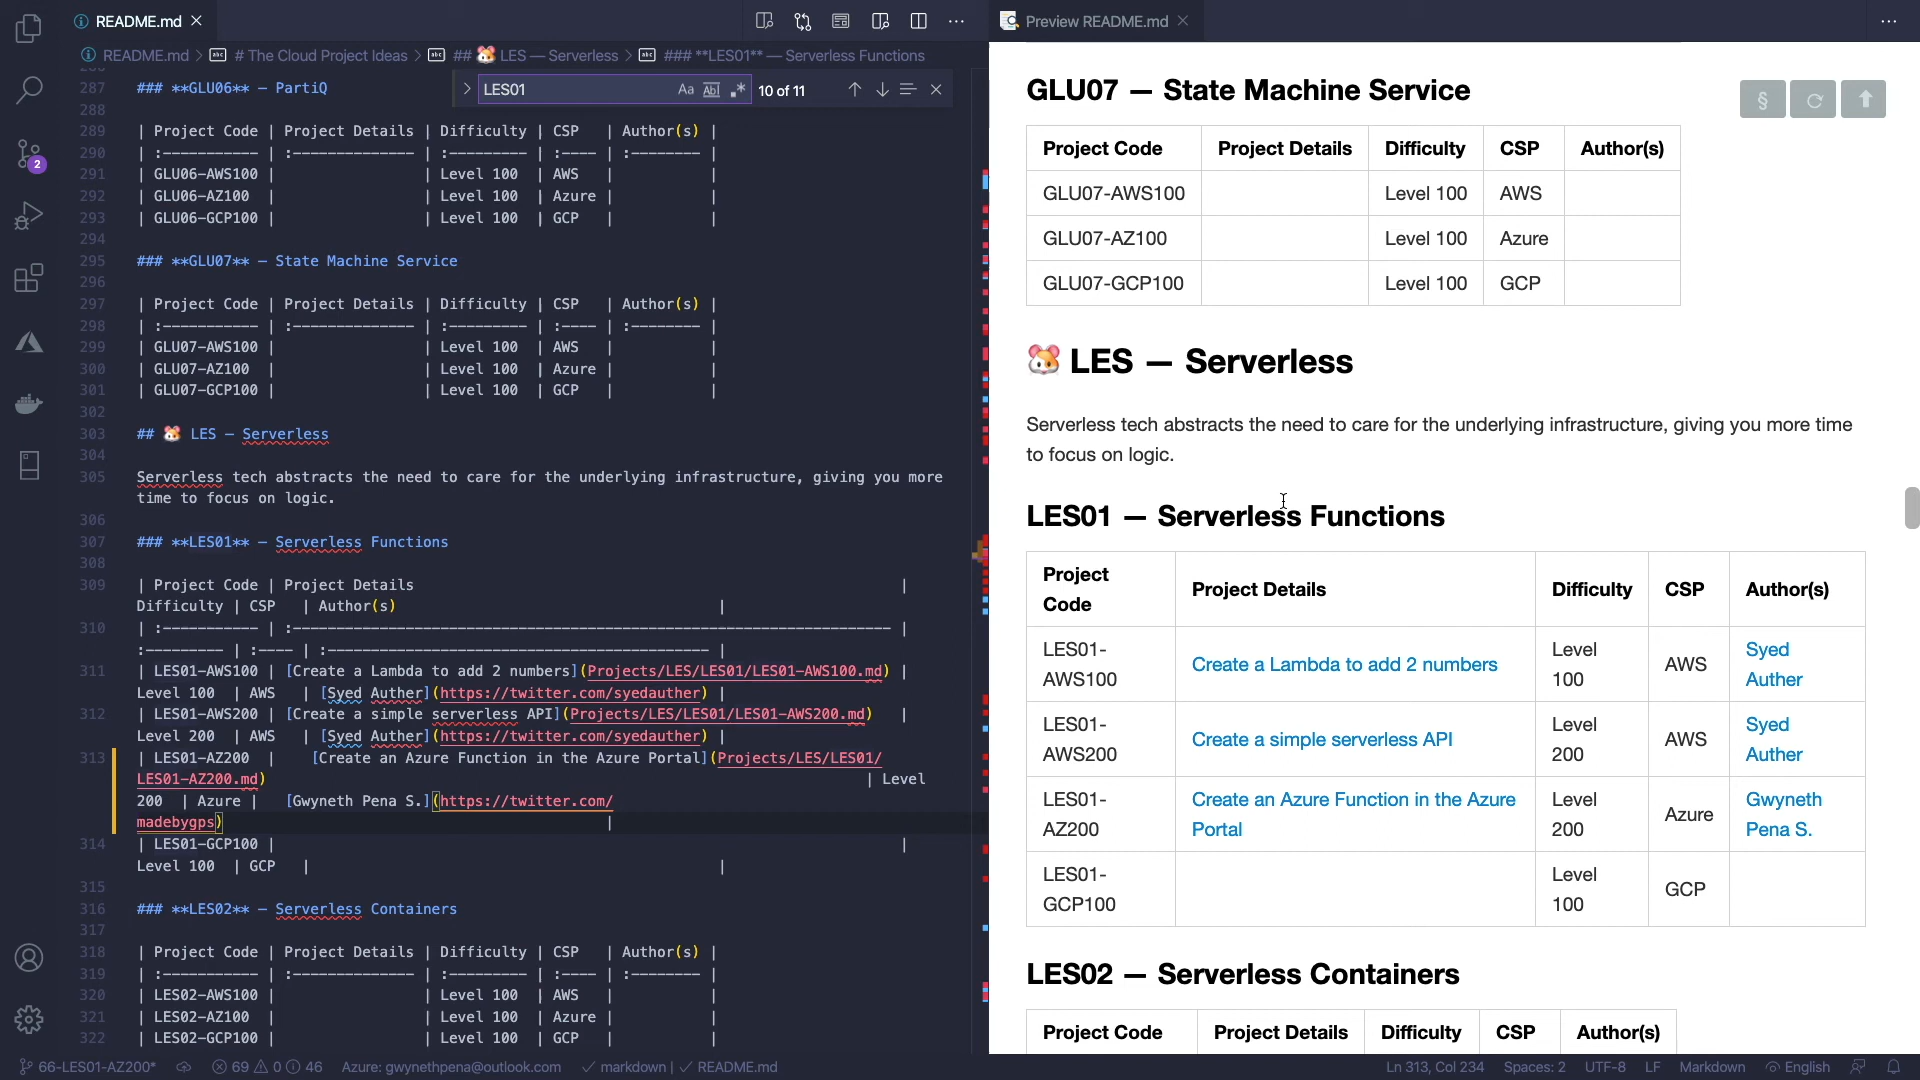 README.md
README.md > # The Cloud Project Ideas > ## 🐹 LES — Serverless > ### **LES01** — Serverless Functions
LES01
Aa
Abl
.*
10 of 11
2
287 ### **GLU06** — PartiQ
288
289 | Project Code | Project Details | Difficulty | CSP | Author(s) |
290 | :----------- | :-------------- | :--------- | :---- | :-------- |
291 | GLU06-AWS100 | | Level 100 | AWS | |
292 | GLU06-AZ100 | | Level 100 | Azure | |
293 | GLU06-GCP100 | | Level 100 | GCP | |
294
295 ### **GLU07** — State Machine Service
296
297 | Project Code | Project Details | Difficulty | CSP | Author(s) |
298 | :----------- | :-------------- | :--------- | :---- | :-------- |
299 | GLU07-AWS100 | | Level 100 | AWS | |
300 | GLU07-AZ100 | | Level 100 | Azure | |
301 | GLU07-GCP100 | | Level 100 | GCP | |
302
303 ## 🐹 LES — Serverless
304
305 Serverless tech abstracts the need to care for the underlying infrastructure, giving you more
time to focus on logic.
306
307 ### **LES01** — Serverless Functions
308
309 | Project Code | Project Details |
Difficulty | CSP | Author(s) |
310 | :----------- | :---------------------------------------------------------------------- |
:--------- | :---- | :--------------------------------------------- |
311 | LES01-AWS100 | [Create a Lambda to add 2 numbers](Projects/LES/LES01/LES01-AWS100.md) |
Level 100 | AWS | [Syed Auther](https://twitter.com/syedauther) |
312 | LES01-AWS200 | [Create a simple serverless API](Projects/LES/LES01/LES01-AWS200.md) |
Level 200 | AWS | [Syed Auther](https://twitter.com/syedauther) |
313 | LES01-AZ200 | [Create an Azure Function in the Azure Portal](Projects/LES/LES01/
LES01-AZ200.md) | Level
200 | Azure | [Gwyneth Pena S.](https://twitter.com/
madebygps) |
314 | LES01-GCP100 | |
Level 100 | GCP | |
315
316 ### **LES02** — Serverless Containers
317
318 | Project Code | Project Details | Difficulty | CSP | Author(s) |
319 | :----------- | :-------------- | :--------- | :---- | :-------- |
320 | LES02-AWS100 | | Level 100 | AWS | |
321 | LES02-AZ100 | | Level 100 | Azure | |
322 | LES02-GCP100 | | Level 100 | GCP | |
Preview README.md
§
GLU07 — State Machine Service
Project Code Project Details Difficulty CSP Author(s)
GLU07-AWS100 Level 100 AWS
GLU07-AZ100 Level 100 Azure
GLU07-GCP100 Level 100 GCP
🐹 LES — Serverless
Serverless tech abstracts the need to care for the underlying infrastructure, giving you more time
to focus on logic.
LES01 — Serverless Functions
Project
Code
Project Details
Difficulty
CSP
Author(s)
LES01-
AWS100
Create a Lambda to add 2 numbers
Level
100
AWS
Syed
Auther
LES01-
AWS200
Create a simple serverless API
Level
200
AWS
Syed
Auther
LES01-
AZ200
Create an Azure Function in the Azure
Portal
Level
200
Azure
Gwyneth
Pena S.
LES01-
GCP100
Level
100
GCP
LES02 — Serverless Containers
Project Code Project Details Difficulty CSP Author(s)
66-LES01-AZ200* 69 0 46 Azure: gwynethpena@outlook.com markdown | README.md Ln 313, Col 234 Spaces: 2 UTF-8 LF Markdown English